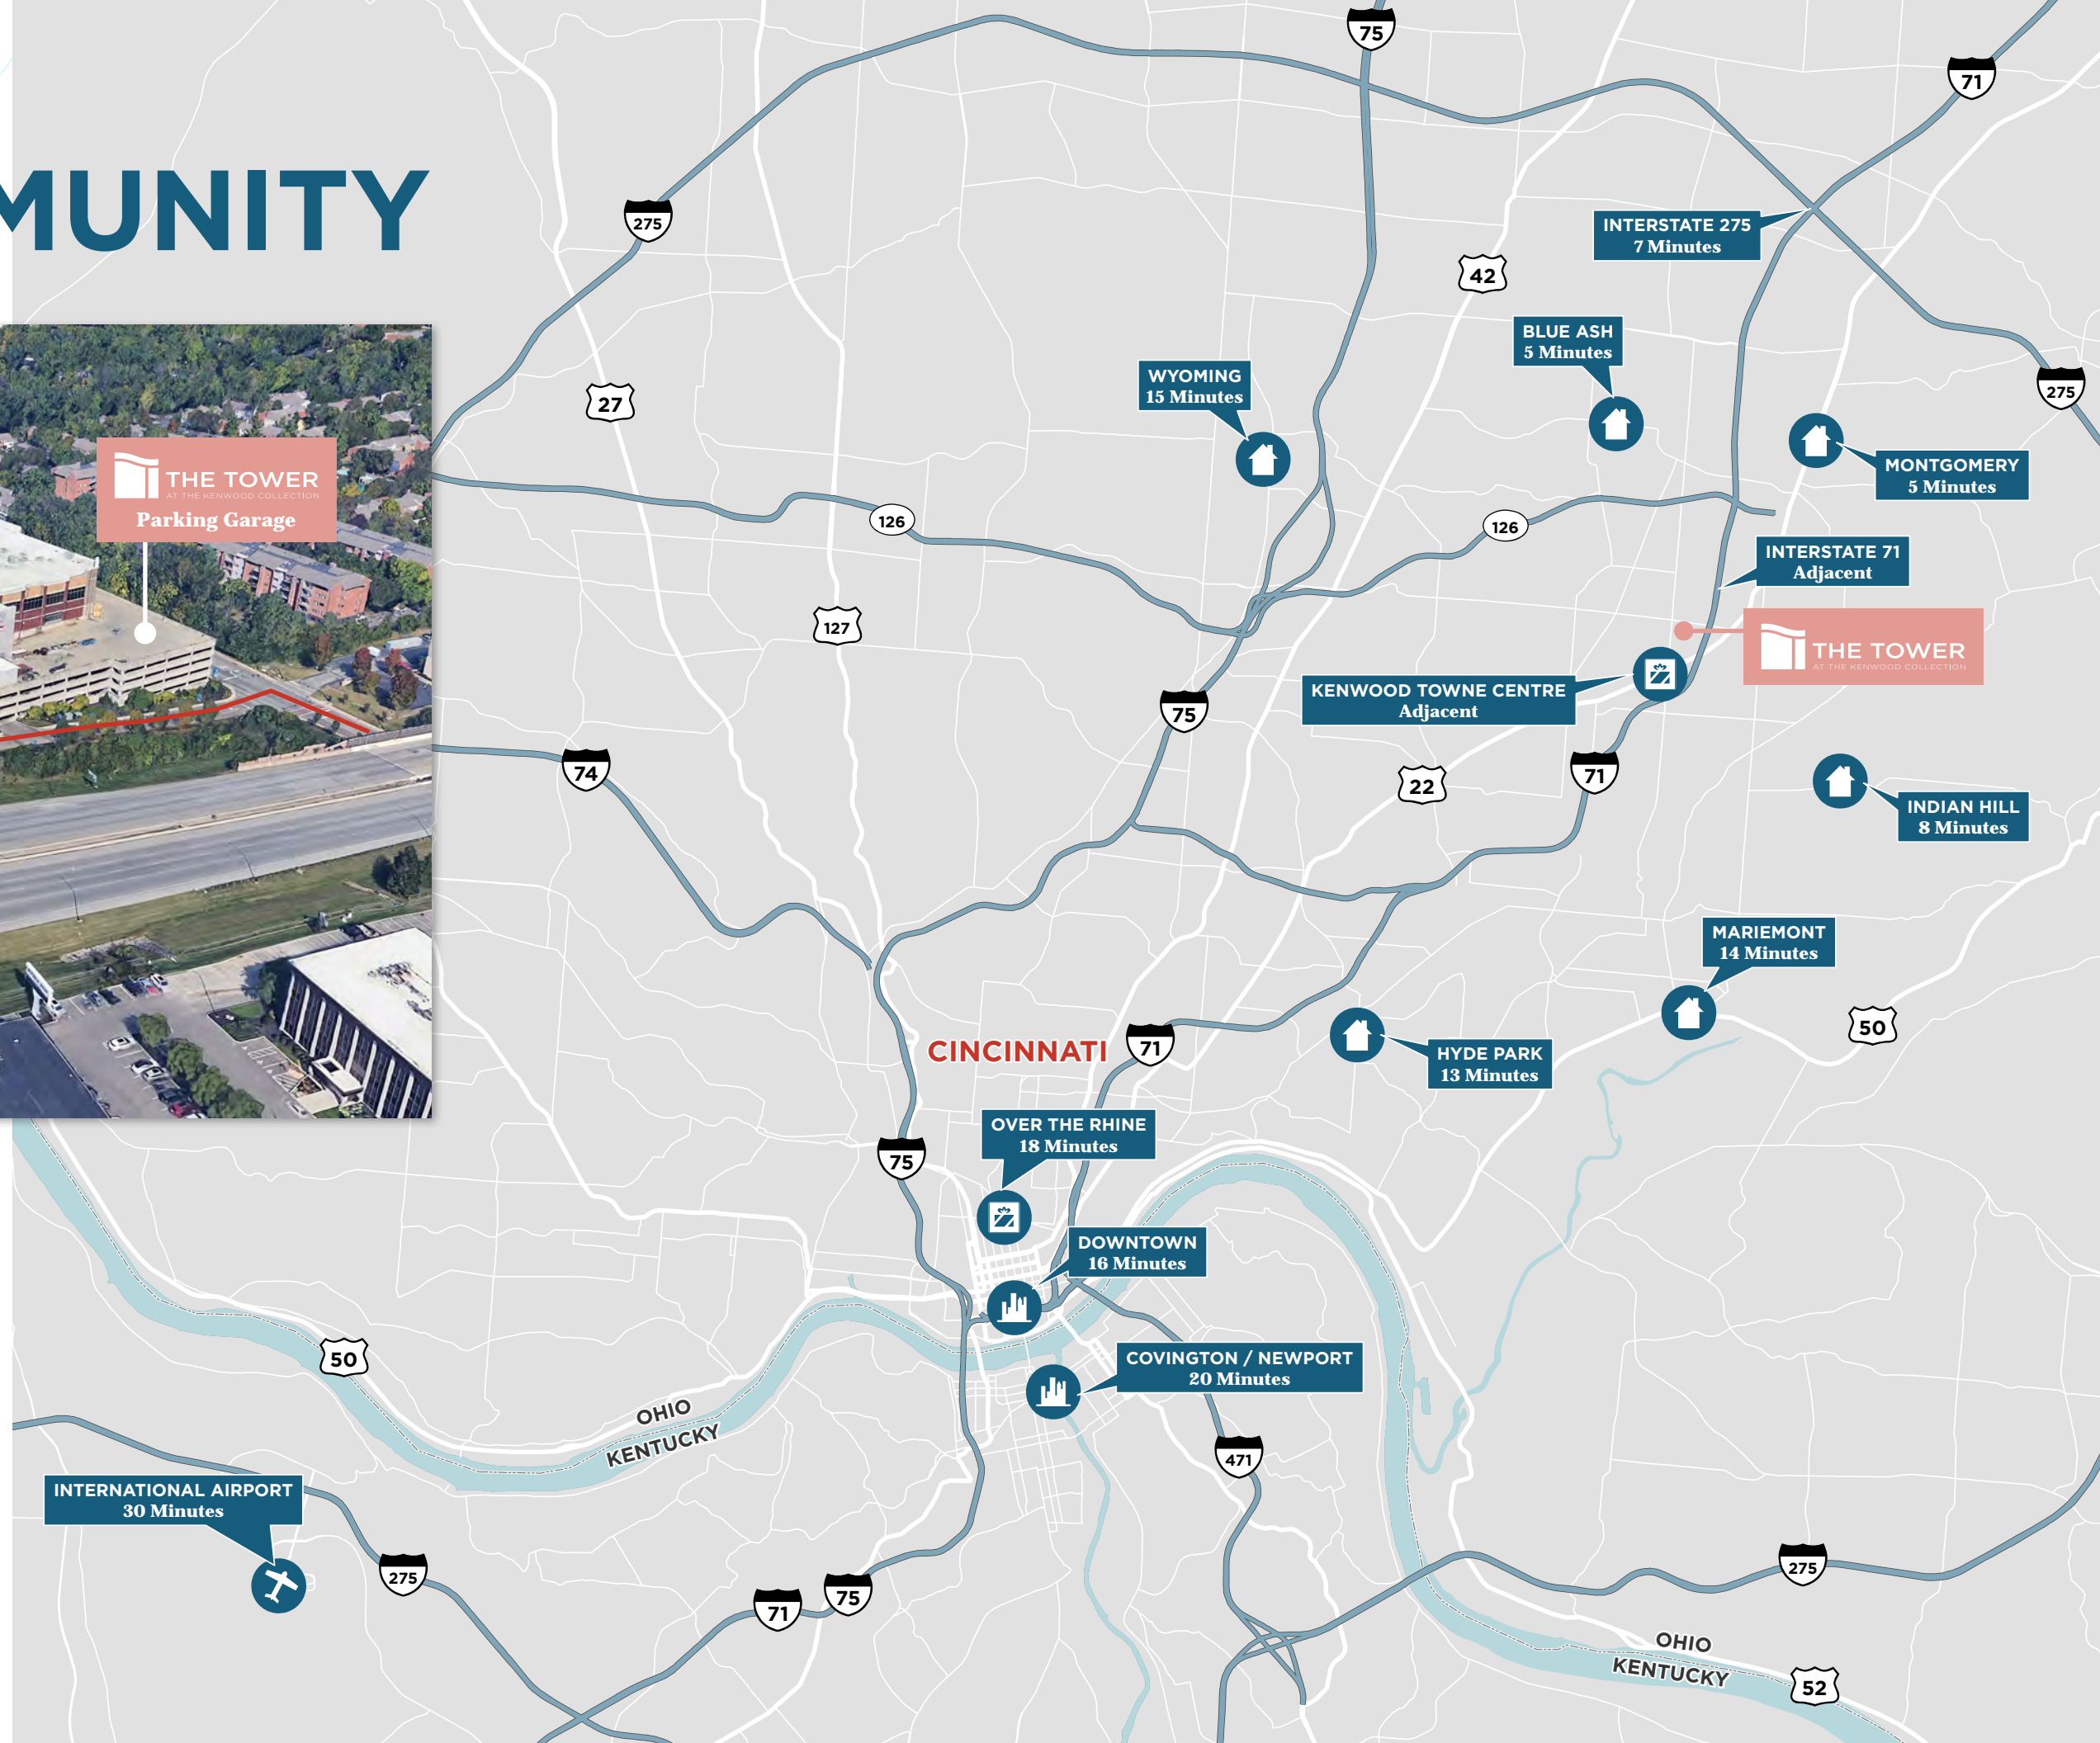 MUNITY
THE TOWER
AT THE KENWOOD COLLECTION
Parking Garage
75
71
275
INTERSTATE 275
7 Minutes
42
BLUE ASH
5 Minutes
WYOMING
15 Minutes
27
275
MONTGOMERY
5 Minutes
126
126
INTERSTATE 71
Adjacent
127
THE TOWER
AT THE KENWOOD COLLECTION
KENWOOD TOWNE CENTRE
Adjacent
75
74
22
71
INDIAN HILL
8 Minutes
MARIEMONT
14 Minutes
50
CINCINNATI
71
HYDE PARK
13 Minutes
OVER THE RHINE
18 Minutes
75
DOWNTOWN
16 Minutes
50
COVINGTON / NEWPORT
20 Minutes
OHIO
KENTUCKY
471
INTERNATIONAL AIRPORT
30 Minutes
275
71
75
275
OHIO
KENTUCKY
52